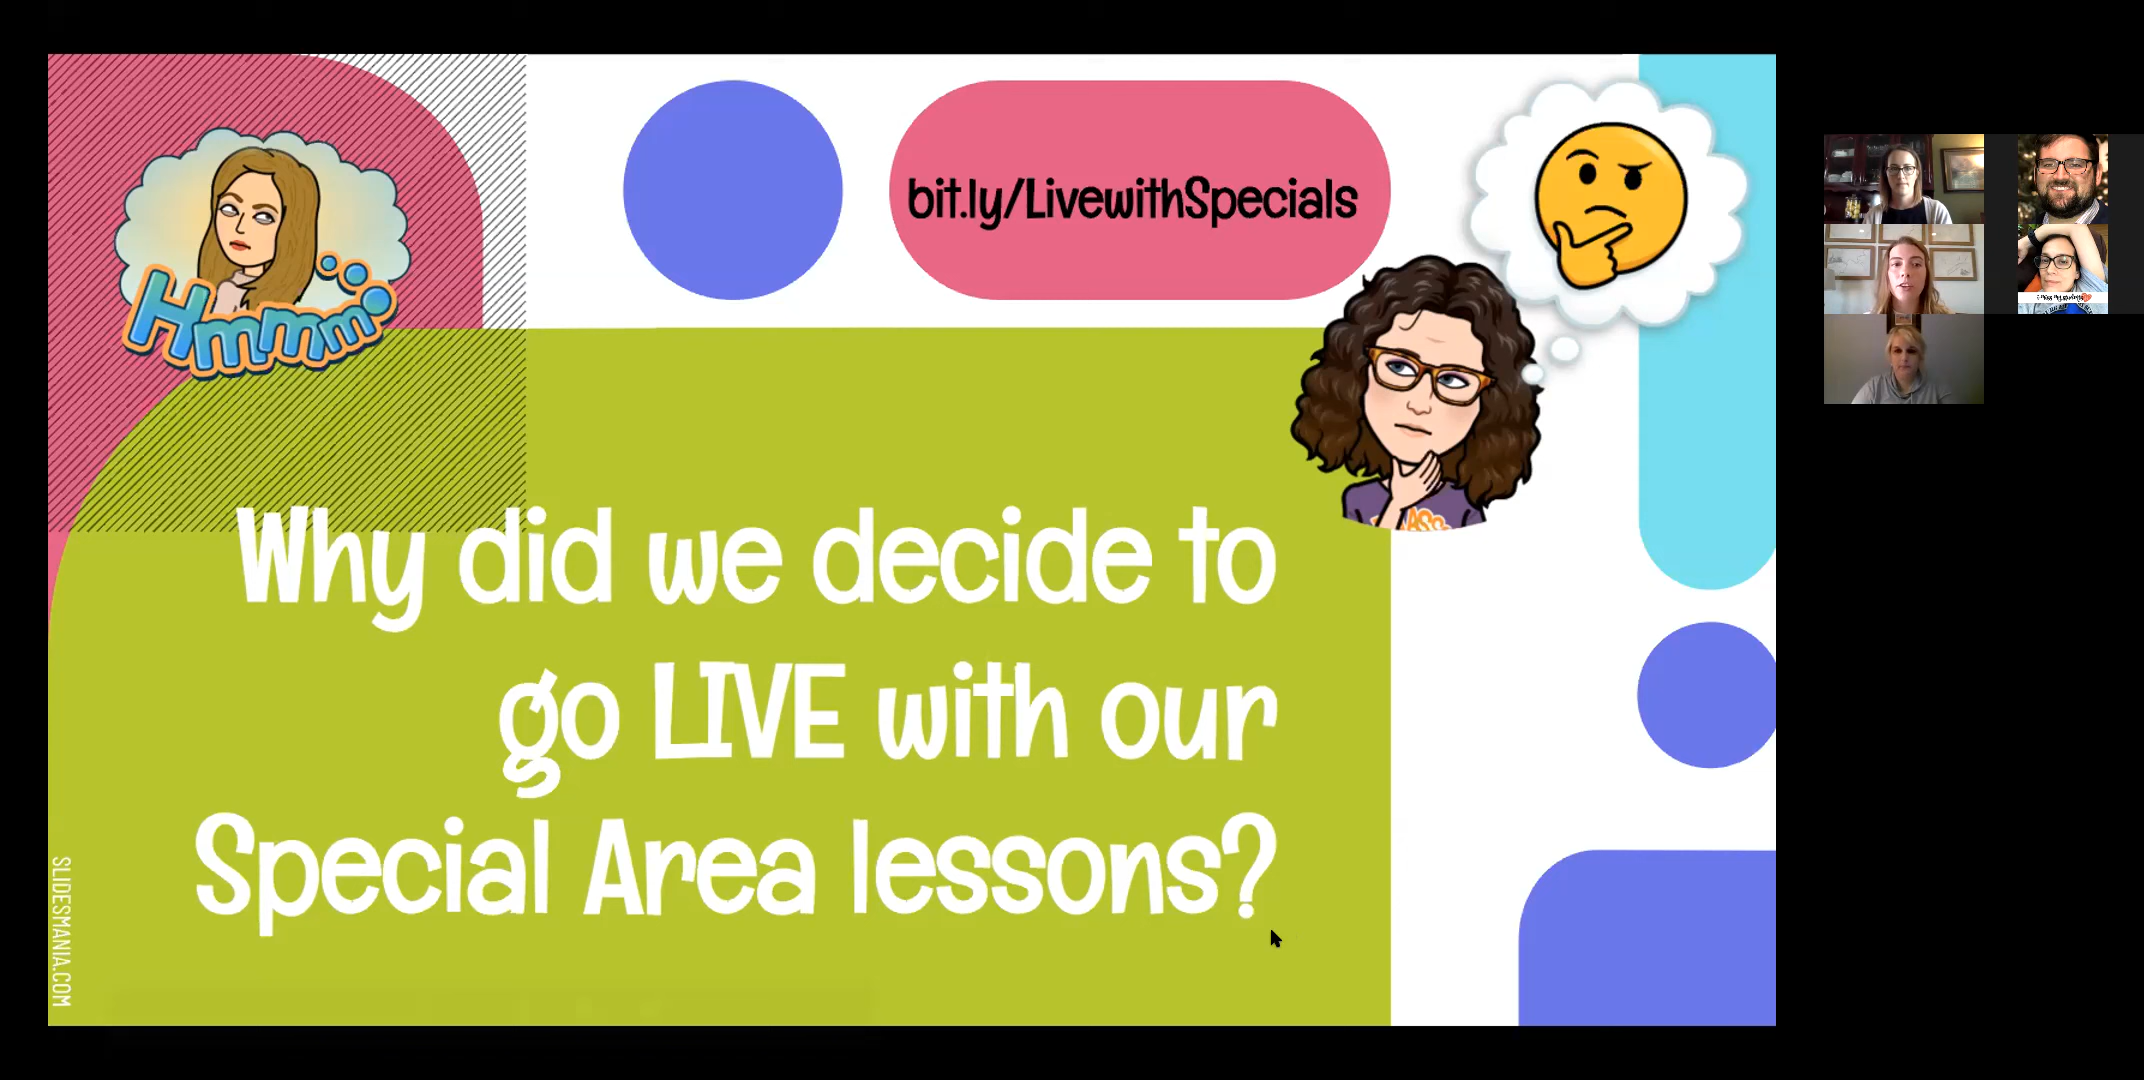 Hmmm
bit.ly/LivewithSpecials
Why did we decide to
go LIVE with our
Special Area lessons?
SLIDESMANIA.COM